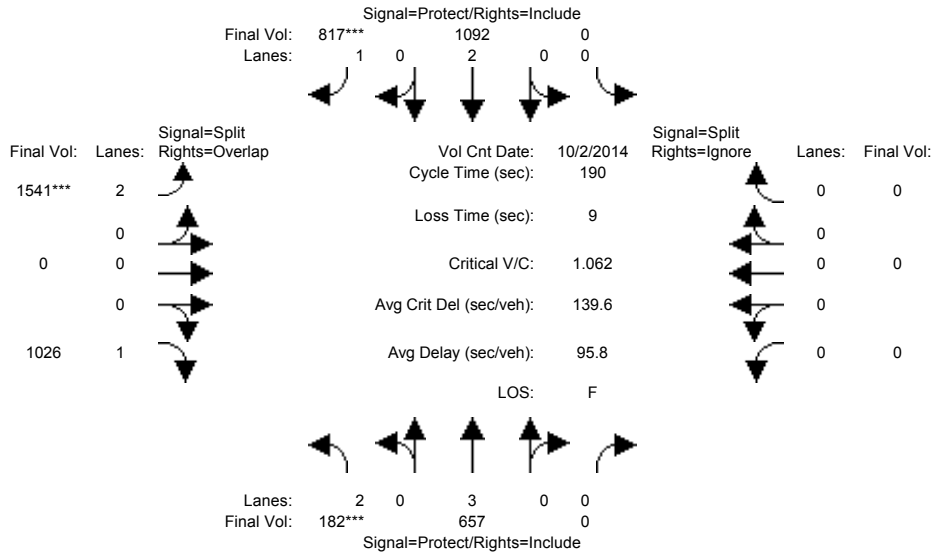 Signal=Protect/Rights=Include
Final Vol: 817*** 1092 0
Lanes: 1 0 2 0 0
Signal=Split Signal=Split
Final Vol: Lanes: Rights=Overlap Vol Cnt Date: 10/2/2014 Rights=Ignore Lanes: Final Vol:
Cycle Time (sec): 190
1541*** 2 0 0
Loss Time (sec): 9
0 0
0 0 Critical V/C: 1.062 0 0
0 Avg Crit Del (sec/veh): 139.6 0
1026 1 Avg Delay (sec/veh): 95.8 0 0
LOS: F
Lanes: 2 0 3 0 0
Final Vol: 182*** 657 0
Signal=Protect/Rights=Include